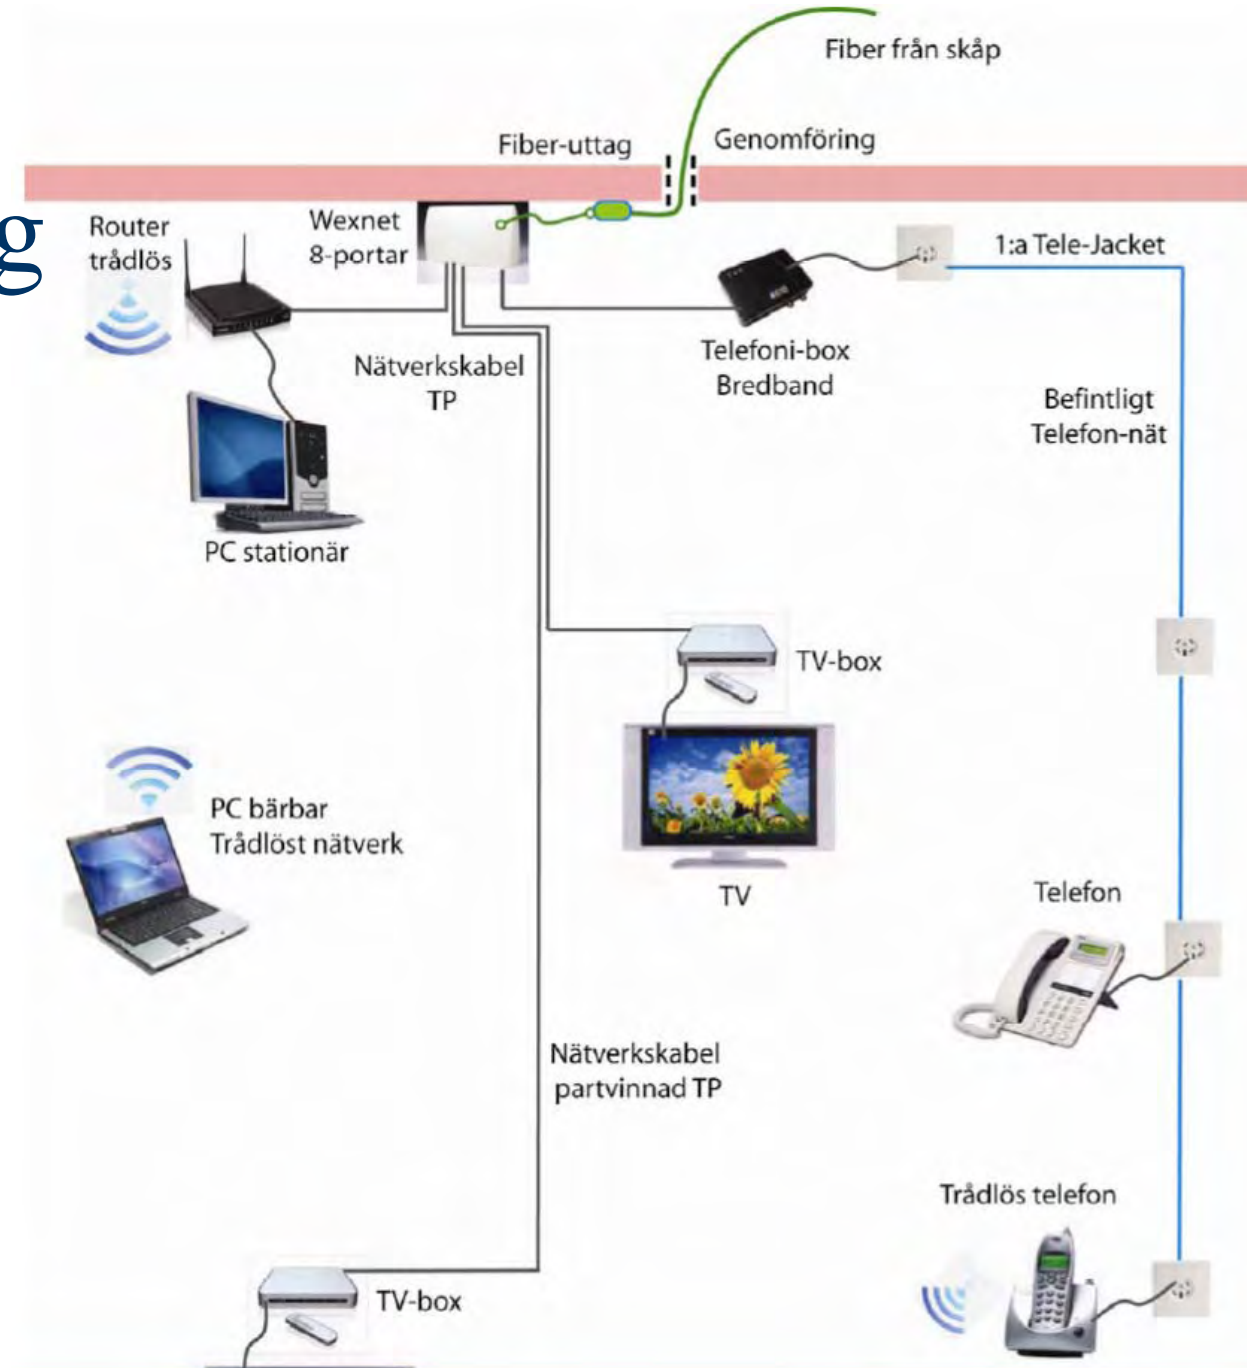 Fiber från skåp
Fiber-uttag
Genomföring
g
Router
trådlös
Wexnet
8-portar
1:a Tele-Jacket
Nätverkskabel
TP
Telefoni-box
Bredband
Befintligt
Telefon-nät
PC stationär
TV-box
PC bärbar
Trådlöst nätverk
TV
Telefon
Nätverkskabel
partvinnad TP
Trådlös telefon
TV-box